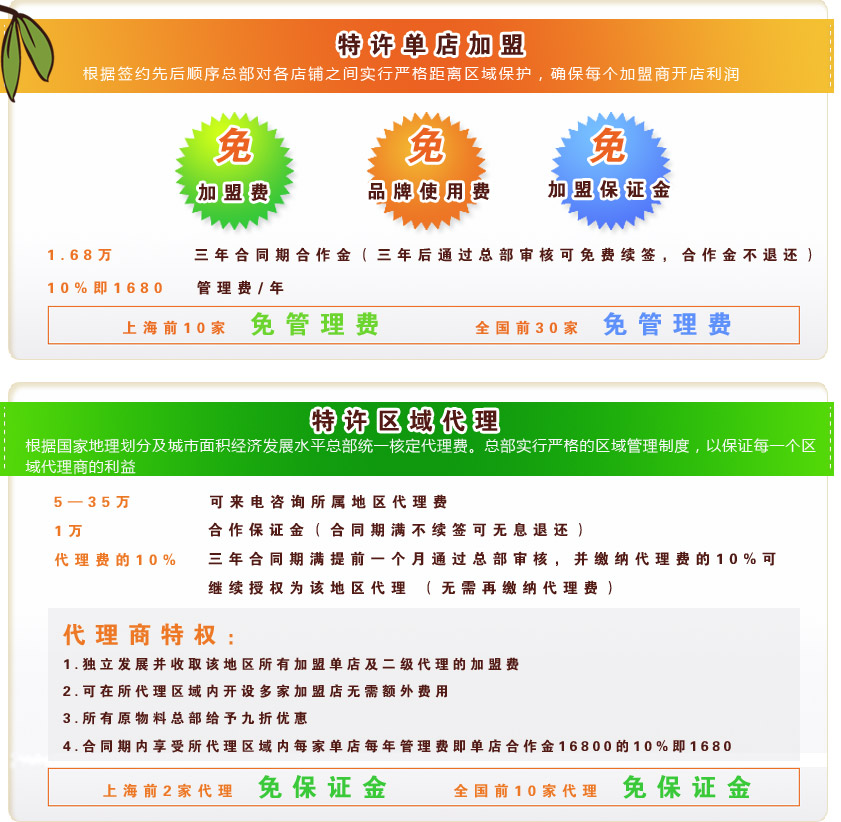 特许单店加盟
根据签约先后顺序总部对各店铺之间实行严格距离区域保护，确保每个加盟商开店利润
免 免 免
加盟费 品牌使用费 加盟保证金
1.68万 三年合同期合作金（三年后通过总部审核可免费续签，合作金不退还）
10%即1680 管理费/年
上海前10家 免管理费 全国前30家 免管理费
特许区域代理
根据国家地理划分及城市面积经济发展水平总部统一核定代理费。总部实行严格的区域管理制度，以保证每一个区
域代理商的利益
5—35万 可来电咨询所属地区代理费
1万 合作保证金（合同期满不续签可无息退还）
代理费的10% 三年合同期满提前一个月通过总部审核，并缴纳代理费的10%可
继续授权为该地区代理 （无需再缴纳代理费）
代理商特权：
1.独立发展并收取该地区所有加盟单店及二级代理的加盟费
2.可在所代理区域内开设多家加盟店无需额外费用
3.所有原物料总部给予九折优惠
4.合同期内享受所代理区域内每家单店每年管理费即单店合作金16800的10%即1680
上海前2家代理 免保证金 全国前10家代理 免保证金